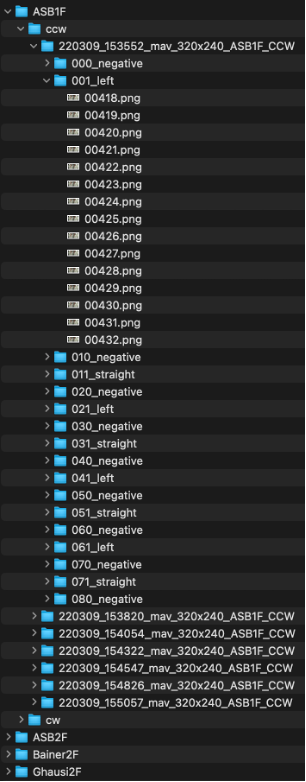 ASB1F
ccw
220309_153552_mav_320x240_ASB1F_CCW
000_negative
001_left
00418.png
00419.png
00420.png
00421.png
00422.png
00423.png
00424.png
00425.png
00426.png
00427.png
00428.png
00429.png
00430.png
00431.png
00432.png
010_negative
011_straight
020_negative
021_left
030_negative
031_straight
040_negative
041_left
050_negative
051_straight
060_negative
061_left
070_negative
071_straight
080_negative
220309_153820_mav_320x240_ASB1F_CCW
220309_154054_mav_320x240_ASB1F_CCW
220309_154322_mav_320x240_ASB1F_CCW
220309_154547_mav_320x240_ASB1F_CCW
220309_154826_mav_320x240_ASB1F_CCW
220309_155057_mav_320x240_ASB1F_CCW
cw
ASB2F
Bainer2F
Ghausi2F